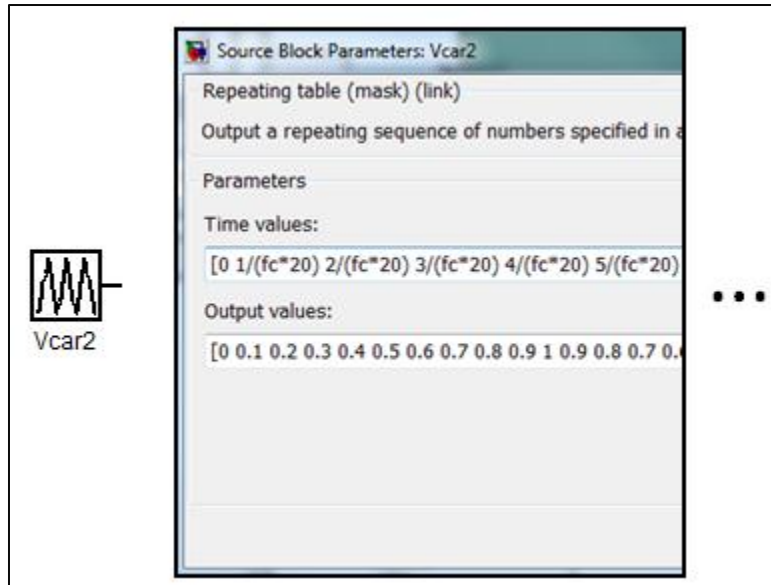 Source Block Parameters: Vcar2
Repeating table (mask) (link)
Output a repeating sequence of numbers specified in a
Parameters
Time values:
[0 1/(fc*20) 2/(fc*20) 3/(fc*20) 4/(fc*20) 5/(fc*20)
Output values:
[0 0.1 0.2 0.3 0.4 0.5 0.6 0.7 0.8 0.9 1 0.9 0.8 0.7
Vcar2
...